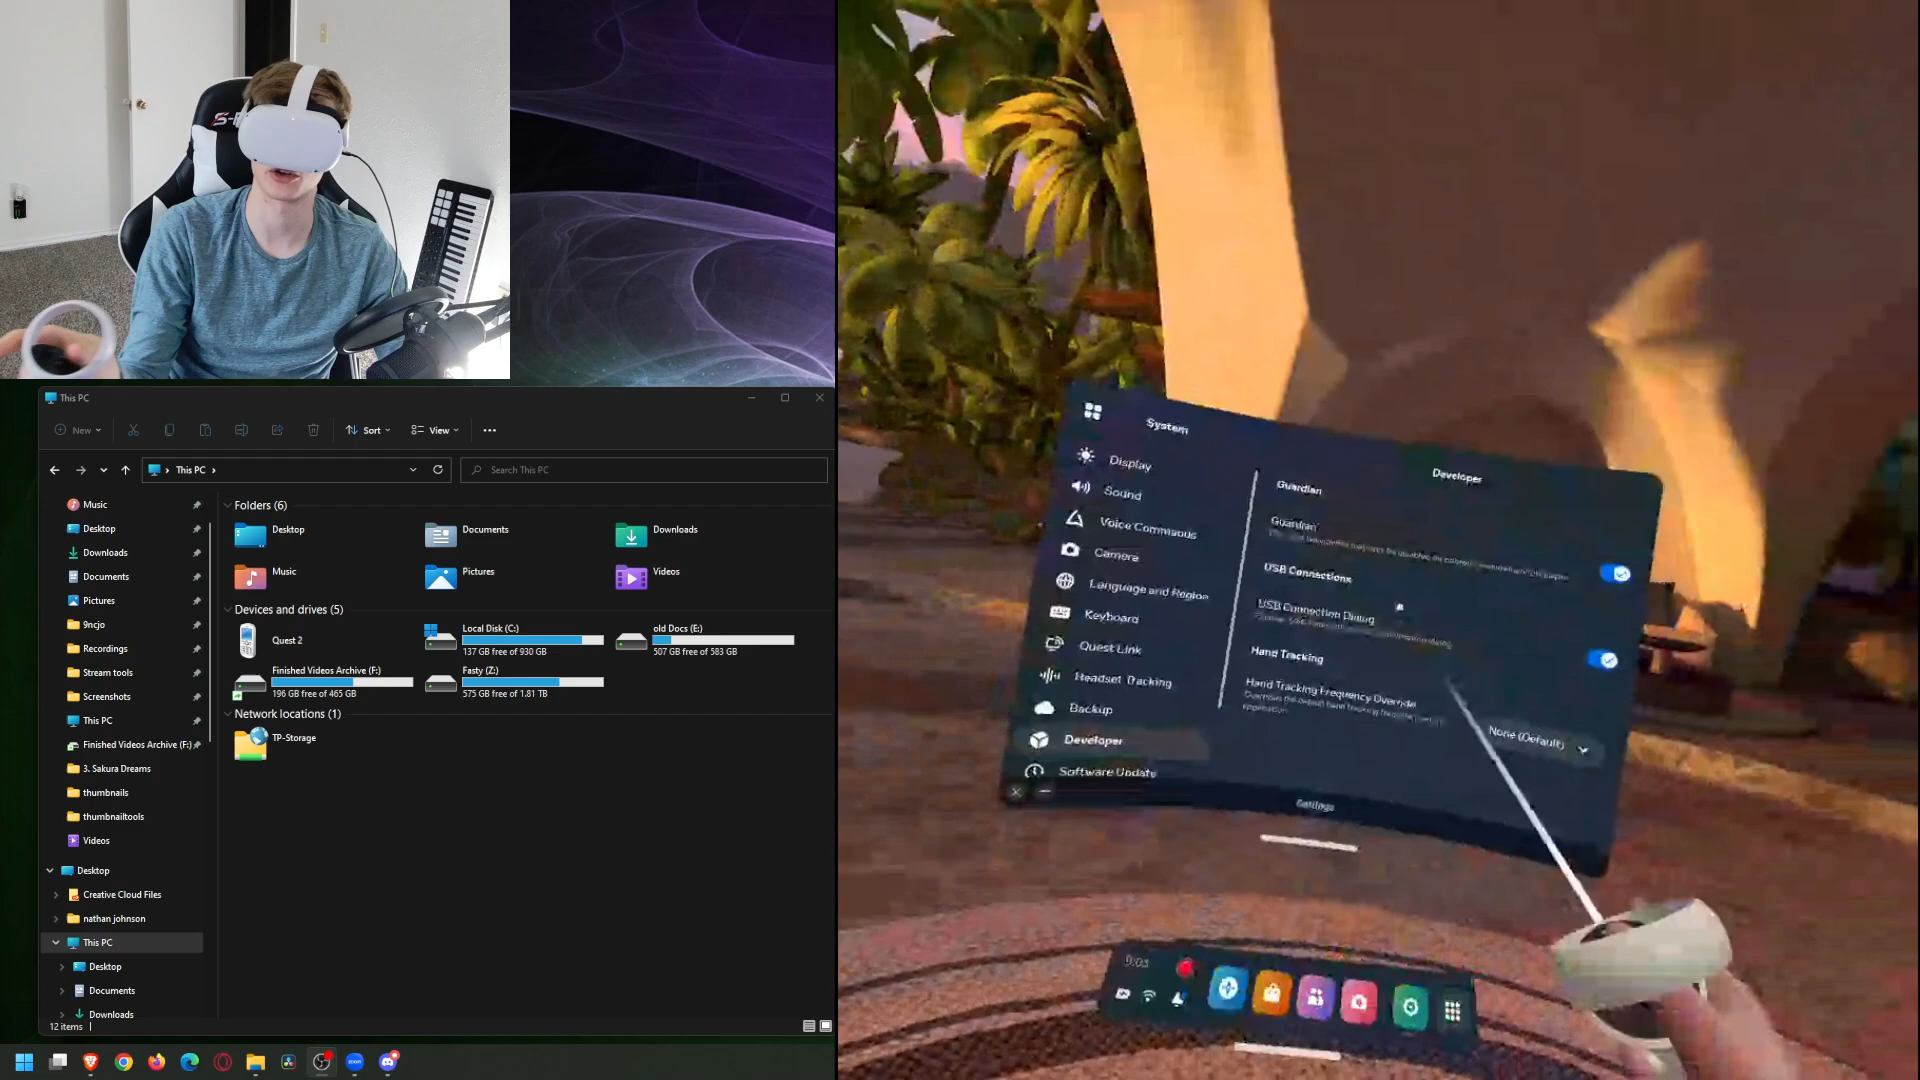 This PC
New
Sort
View
This PC
Search This PC
Music
Desktop
Downloads
Documents
Pictures
9ncjo
Recordings
Stream tools
Screenshots
This PC
Finished Videos Archive (F:)
3. Sakura Dreams
thumbnails
thumbnailtools
Videos
Desktop
Creative Cloud Files
nathan johnson
This PC
Desktop
Documents
Downloads
12 items
Folders (6)
Desktop
Documents
Downloads
Music
Pictures
Videos
Devices and drives (5)
Quest 2
Local Disk (C:)
137 GB free of 930 GB
old Docs (E:)
507 GB free of 583 GB
Finished Videos Archive (F:)
196 GB free of 465 GB
Fasty (Z:)
575 GB free of 1.81 TB
Network locations (1)
TP-Storage
System
Display
Sound
Voice Commands
Camera
Language and Region
Keyboard
Quest Link
Headset Tracking
Backup
Developer
Software Update
Developer
Guardian
Guardian
USB Connections
USB Connection Dialog
Hand Tracking
Hand Tracking Frequency Override
None (Default)
Settings